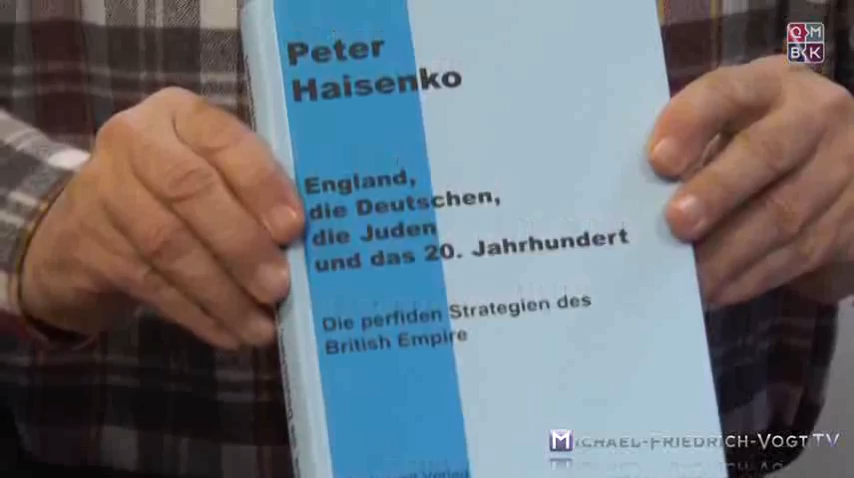 Q M
B K
Peter
Haisenko
England,
die Deutschen,
die Juden
und das 20. Jahrhundert
Die perfiden Strategien des
British Empire
Verlag
MICHAEL-FRIEDRICH-VOGT TV